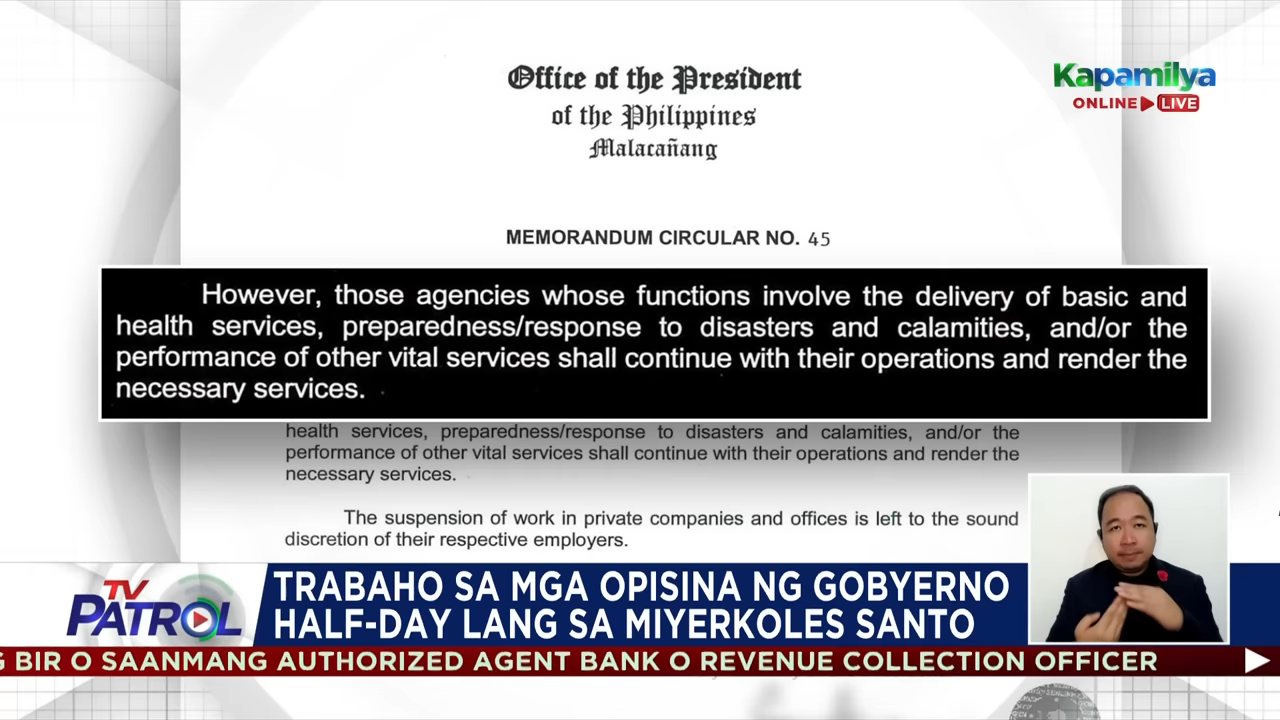 Office of the President
of the Philippines
Malacañang
Kapamilya
ONLINE LIVE
MEMORANDUM CIRCULAR NO. 45
However, those agencies whose functions involve the delivery of basic and
health services, preparedness/response to disasters and calamities, and/or the
performance of other vital services shall continue with their operations and render the
necessary services.
health services, preparedness/response to disasters and calamities, and/or the
performance of other vital services shall continue with their operations and render the
necessary services.
The suspension of work in private companies and offices is left to the sound
discretion of their respective employers.
TV
PATROL
TRABAHO SA MGA OPISINA NG GOBYERNO
HALF-DAY LANG SA MIYERKOLES SANTO
G BIR O SAANMANG AUTHORIZED AGENT BANK O REVENUE COLLECTION OFFICER